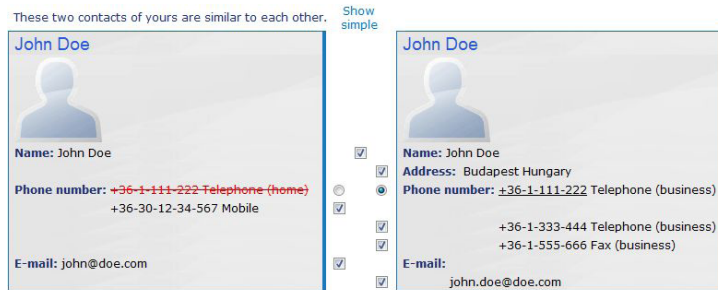 These two contacts of yours are similar to each other.
Show
simple
John Doe
John Doe
Name: John Doe
Name: John Doe
Address: Budapest Hungary
Phone number: +36-1-111-222 Telephone (home)
Phone number: +36-1-111-222 Telephone (business)
+36-30-12-34-567 Mobile
+36-1-333-444 Telephone (business)
+36-1-555-666 Fax (business)
E-mail: john@doe.com
E-mail:
john.doe@doe.com